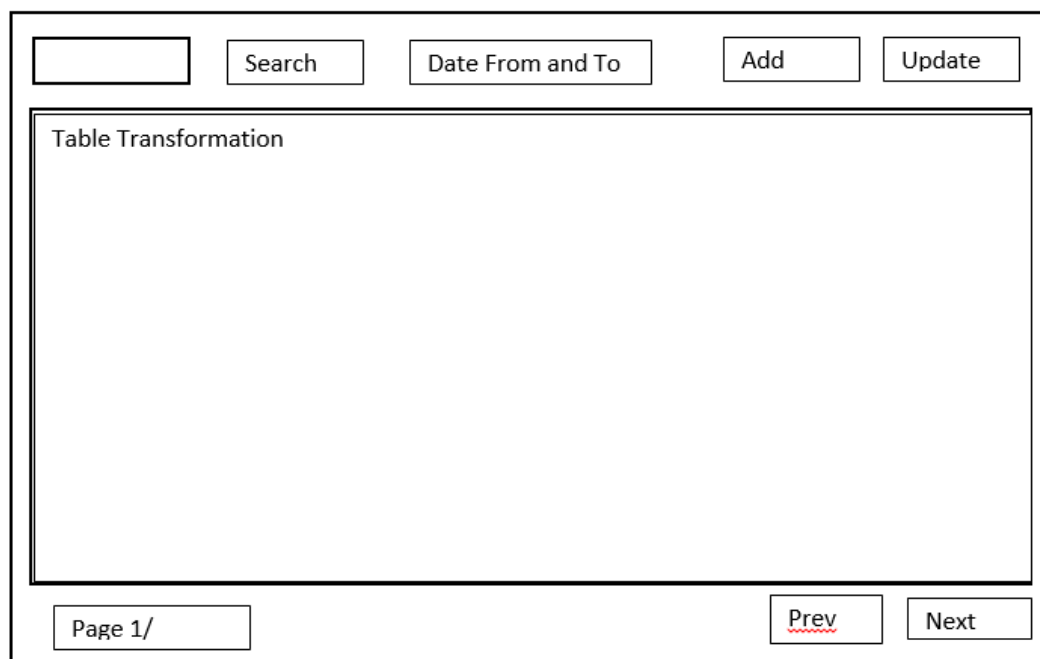 Search
Date From and To
Add
Update
Table Transformation
Page 1/
Prev
Next